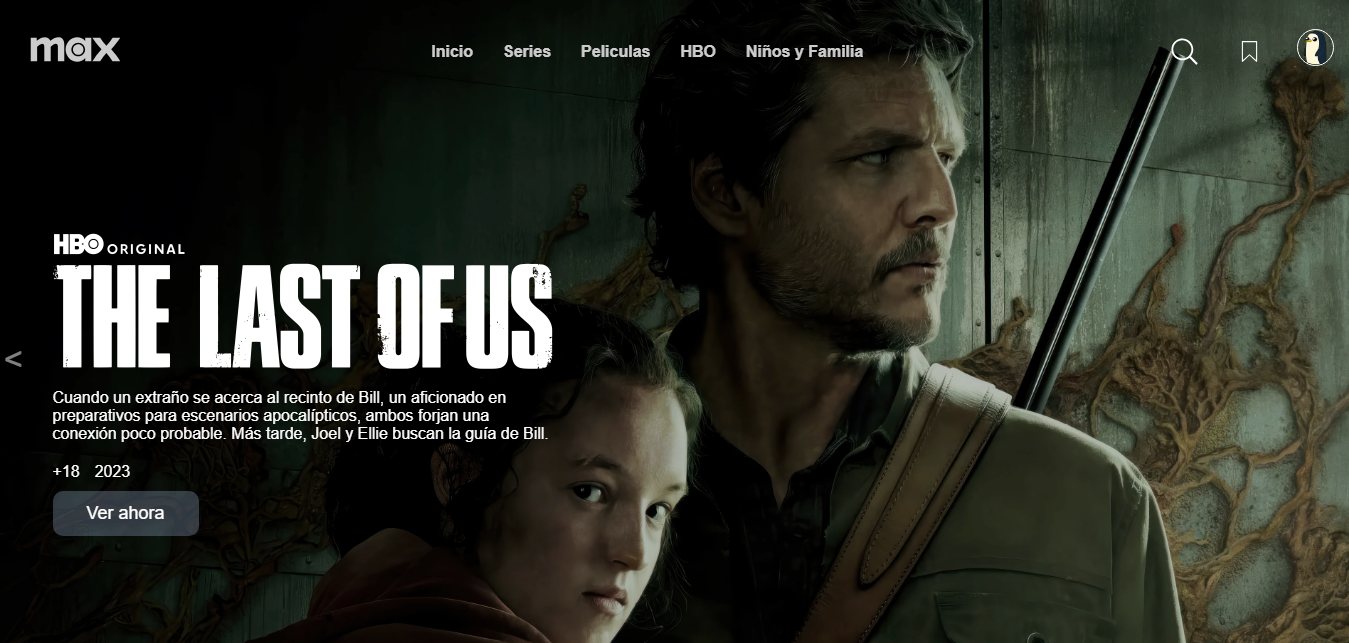 max
Inicio Series Peliculas HBO Niños y Familia
HBO ORIGINAL
THE LAST OF US
<
Cuando un extraño se acerca al recinto de Bill, un aficionado en
preparativos para escenarios apocalípticos, ambos forjan una
conexión poco probable. Más tarde, Joel y Ellie buscan la guía de Bill.
+18 2023
Ver ahora